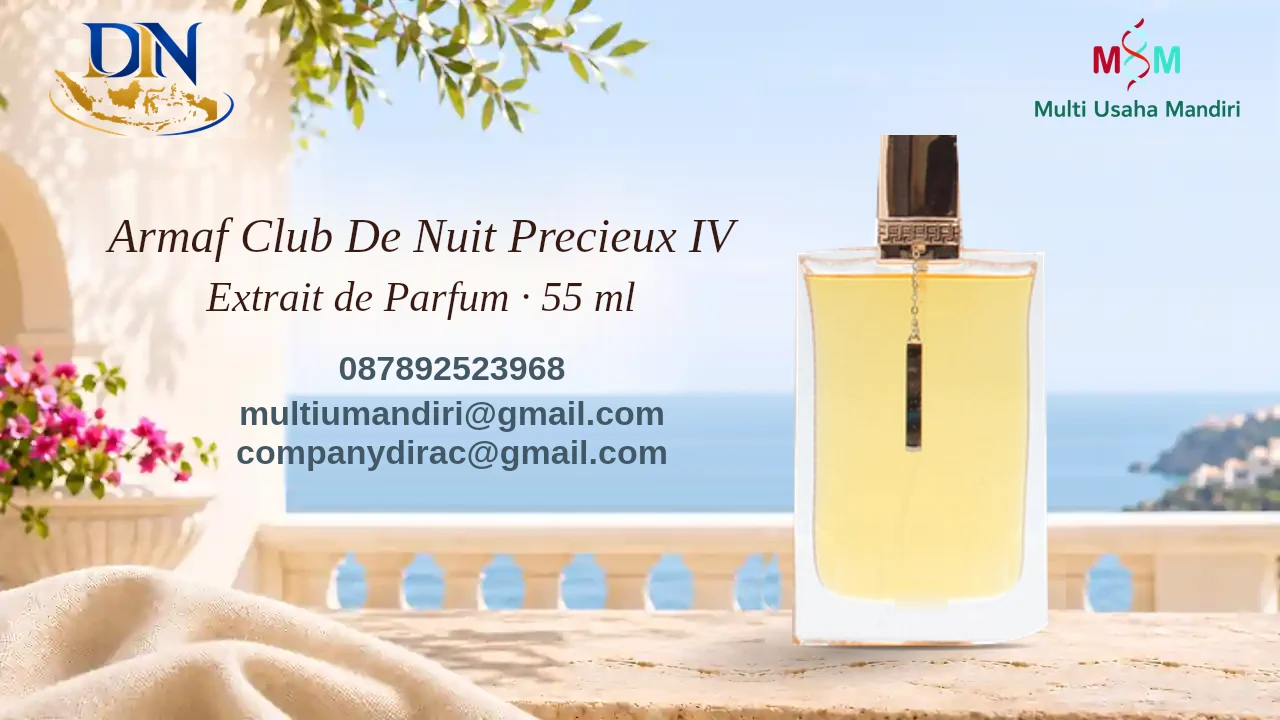 DIN
MSM
Multi Usaha Mandiri
Armaf Club De Nuit Precieux IV
Extrait de Parfum · 55 ml
087892523968
multiumandiri@gmail.com
companydirac@gmail.com